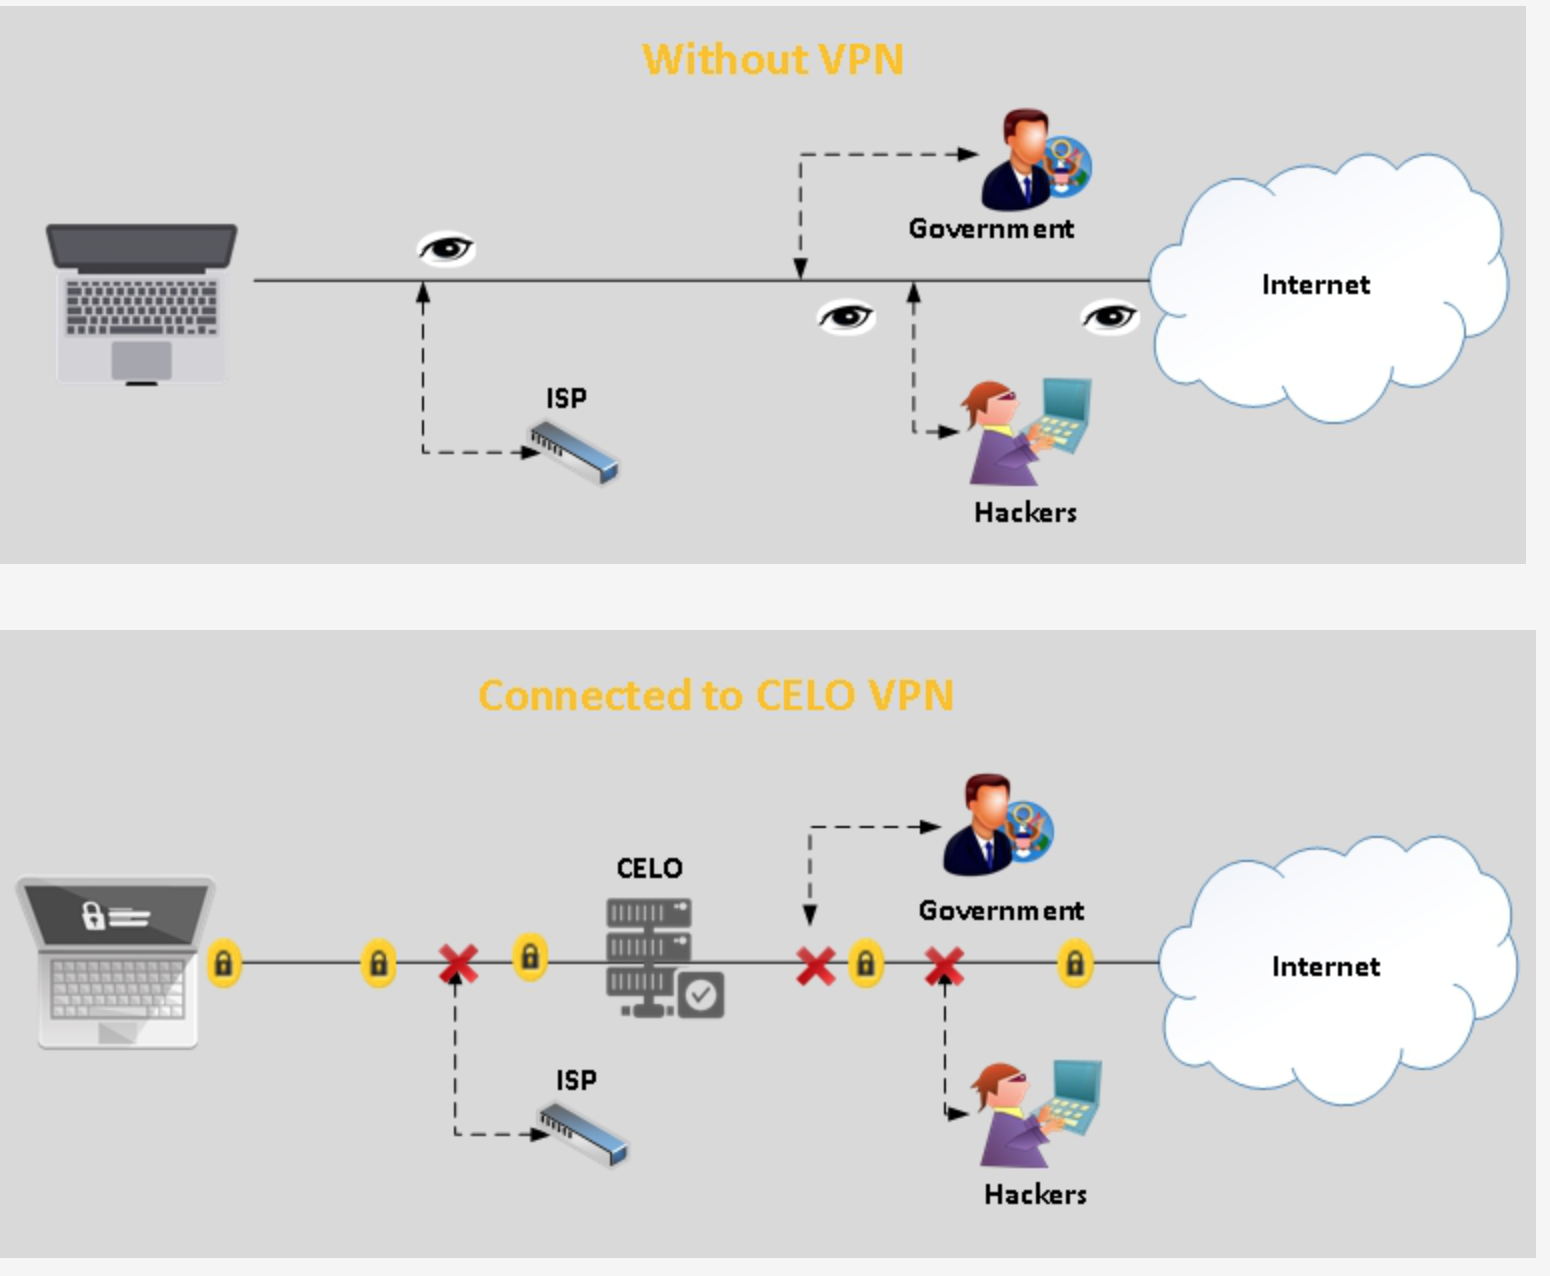 Without VPN
Government
Internet
ISP
Hackers
Connected to CELO VPN
CELO
Government
Internet
ISP
Hackers